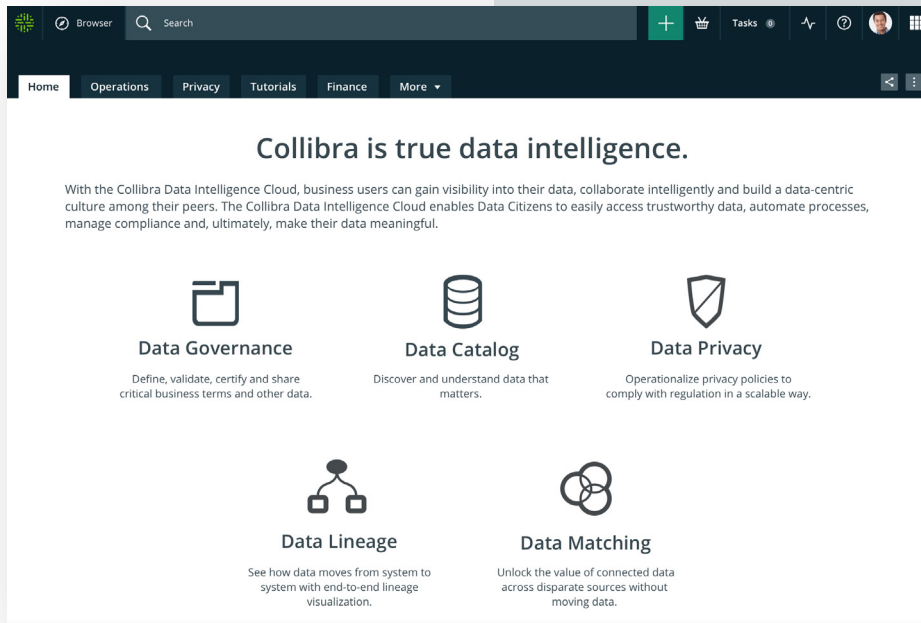 Browser
Search
Tasks 0
Home Operations Privacy Tutorials Finance More
Collibra is true data intelligence.
With the Collibra Data Intelligence Cloud, business users can gain visibility into their data, collaborate intelligently and build a data-centric
culture among their peers. The Collibra Data Intelligence Cloud enables Data Citizens to easily access trustworthy data, automate processes,
manage compliance and, ultimately, make their data meaningful.
Data Governance
Define, validate, certify and share
critical business terms and other data.
Data Catalog
Discover and understand data that
matters.
Data Privacy
Operationalize privacy policies to
comply with regulation in a scalable way.
Data Lineage
See how data moves from system to
system with end-to-end lineage
visualization.
Data Matching
Unlock the value of connected data
across disparate sources without
moving data.